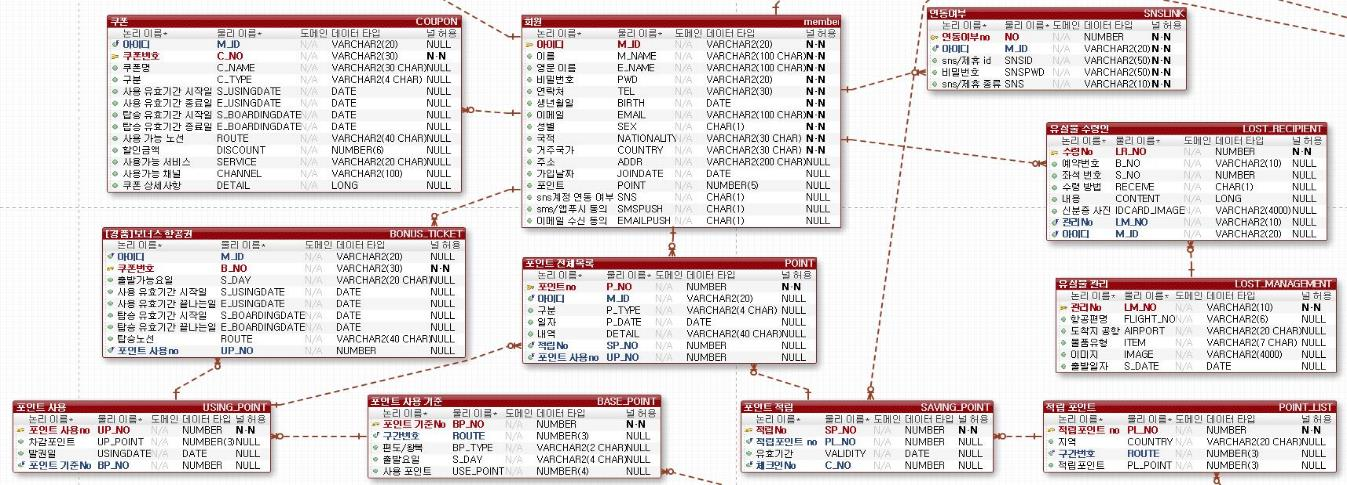 쿠폰 COUPON
논리 이름 물리 이름 도메인 데이터 타입 널 허용
아이디 M_ID N/A VARCHAR2(20) NULL
쿠폰번호 C_NO N/A VARCHAR2(30) N-N
쿠폰명 C_NAME N/A VARCHAR2(30 CHAR) NULL
구분 C_TYPE N/A VARCHAR2(4 CHAR) NULL
사용 유효기간 시작일 S_USINGDATE N/A DATE NULL
사용 유효기간 종료일 E_USINGDATE N/A DATE NULL
탑승 유효기간 시작일 S_BOARDINGDATE N/A DATE NULL
탑승 유효기간 종료일 E_BOARDINGDATE N/A DATE NULL
사용 가능 노선 ROUTE N/A VARCHAR2(40 CHAR) NULL
할인금액 DISCOUNT N/A NUMBER(6) NULL
사용가능 서비스 SERVICE N/A VARCHAR2(20 CHAR) NULL
사용가능 채널 CHANNEL N/A VARCHAR2(100) NULL
쿠폰 상세사항 DETAIL N/A LONG NULL
회원 member
논리 이름 물리 이름 도메인 데이터 타입 널 허용
아이디 M_ID N/A VARCHAR2(20) N-N
이름 M_NAME N/A VARCHAR2(100 CHAR) N-N
영문 이름 E_NAME N/A VARCHAR2(100 CHAR) N-N
비밀번호 PWD N/A VARCHAR2(20) N-N
연락처 TEL N/A VARCHAR2(30) N-N
생년월일 BIRTH N/A DATE N-N
이메일 EMAIL N/A VARCHAR2(100 CHAR) N-N
성별 SEX N/A CHAR(1) N-N
국적 NATIONALITY N/A VARCHAR2(30 CHAR) N-N
거주국가 COUNTRY N/A VARCHAR2(30 CHAR) N-N
주소 ADDR N/A VARCHAR2(200 CHAR) NULL
가입날짜 JOINDATE N/A DATE NULL
포인트 POINT N/A NUMBER(5) NULL
sns계정 연동 여부 SNS N/A CHAR(1) NULL
sms/앱푸시 동의 SMSPUSH N/A CHAR(1) NULL
이메일 수신 동의 EMAILPUSH N/A CHAR(1) NULL
연동여부 SNSLINK
논리 이름 물리 이름 도메인 데이터 타입 널 허용
연동여부no NO N/A NUMBER N-N
아이디 M_ID N/A VARCHAR2(20) N-N
sns/제휴 id SNSID N/A VARCHAR2(50) N-N
비밀번호 SNSPWD N/A VARCHAR2(50) N-N
sns/제휴 종류 SNS N/A VARCHAR2(10) N-N
유실물 수령인 LOST_RECIPIENT
논리 이름 물리 이름 도메인 데이터 타입 널 허용
수령No LR_NO N/A NUMBER N-N
예약번호 B_NO N/A VARCHAR2(10) NULL
좌석 번호 S_NO N/A NUMBER NULL
수령 방법 RECEIVE N/A CHAR(1) NULL
내용 CONTENT N/A LONG NULL
신분증 사진 IDCARD_IMAGE N/A VARCHAR2(4000) NULL
관리No LM_NO N/A VARCHAR2(10) NULL
아이디 M_ID N/A VARCHAR2(20) NULL
[경품]보너스 항공권 BONUS_TICKET
논리 이름 물리 이름 도메인 데이터 타입 널 허용
아이디 M_ID N/A VARCHAR2(20) NULL
쿠폰번호 B_NO N/A VARCHAR2(30) N-N
출발가능요일 S_DAY N/A VARCHAR2(20 CHAR) NULL
사용 유효기간 시작일 S_USINGDATE N/A DATE NULL
사용 유효기간 끝나는일 E_USINGDATE N/A DATE NULL
탑승 유효기간 시작일 S_BOARDINGDATE N/A DATE NULL
탑승 유효기간 끝나는일 E_BOARDINGDATE N/A DATE NULL
탑승노선 ROUTE N/A VARCHAR2(40 CHAR) NULL
포인트 사용no UP_NO N/A NUMBER NULL
포인트 전체목록 POINT
논리 이름 물리 이름 도메인 데이터 타입 널 허용
포인트no P_NO N/A NUMBER N-N
아이디 M_ID N/A VARCHAR2(20) NULL
구분 P_TYPE N/A VARCHAR2(4 CHAR) NULL
일자 P_DATE N/A DATE NULL
내역 DETAIL N/A VARCHAR2(40 CHAR) NULL
적립No SP_NO N/A NUMBER NULL
포인트 사용no UP_NO N/A NUMBER NULL
유실물 관리 LOST_MANAGEMENT
논리 이름 물리 이름 도메인 데이터 타입 널 허용
관리No LM_NO N/A VARCHAR2(10) N-N
항공편명 FLIGHT_NO N/A VARCHAR2(6) NULL
도착지 공항 AIRPORT N/A VARCHAR2(20 CHAR) NULL
물품유형 ITEM N/A VARCHAR2(7 CHAR) NULL
이미지 IMAGE N/A VARCHAR2(4000) NULL
출발일자 S_DATE N/A DATE NULL
포인트 사용 USING_POINT
논리 이름 물리 이름 도메인 데이터 타입 널 허용
포인트 사용no UP_NO N/A NUMBER N-N
차감포인트 UP_POINT N/A NUMBER(3) NULL
발권일 USINGDATE N/A DATE NULL
포인트 기준No BP_NO N/A NUMBER NULL
포인트 사용 기준 BASE_POINT
논리 이름 물리 이름 도메인 데이터 타입 널 허용
포인트 기준No BP_NO N/A NUMBER N-N
구간번호 ROUTE N/A NUMBER(3) NULL
편도/왕복 BP_TYPE N/A VARCHAR2(2 CHAR) NULL
출발요일 S_DAY N/A VARCHAR2(4 CHAR) NULL
사용 포인트 USE_POINT N/A NUMBER(4) NULL
포인트 적립 SAVING_POINT
논리 이름 물리 이름 도메인 데이터 타입 널 허용
적립No SP_NO N/A NUMBER N-N
적립포인트 no PL_NO N/A NUMBER NULL
유효기간 VALIDITY N/A DATE NULL
체크인No C_NO N/A NUMBER NULL
적립 포인트 POINT_LIST
논리 이름 물리 이름 도메인 데이터 타입 널 허용
적립포인트 no PL_NO N/A NUMBER N-N
지역 COUNTRY N/A VARCHAR2(20 CHAR) NULL
구간번호 ROUTE N/A NUMBER(3) NULL
적립포인트 PL_POINT N/A NUMBER(3) NULL